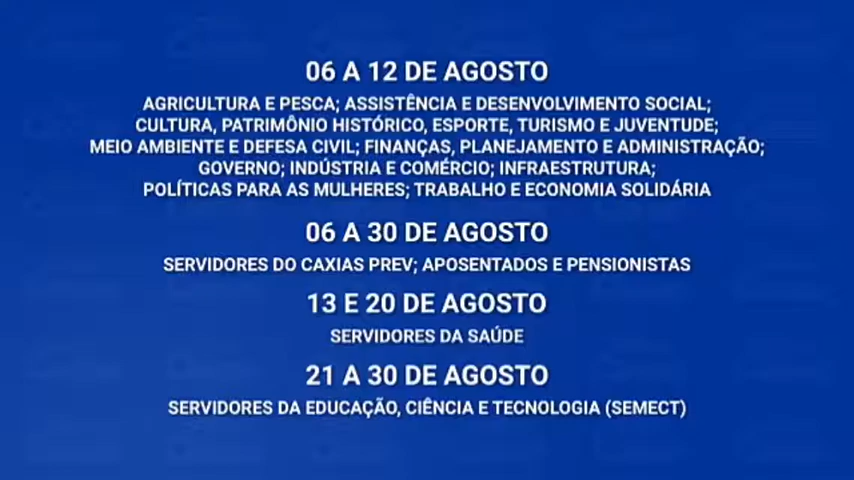 06 A 12 DE AGOSTO
AGRICULTURA E PESCA; ASSISTÊNCIA E DESENVOLVIMENTO SOCIAL;
CULTURA, PATRIMÔNIO HISTÓRICO, ESPORTE, TURISMO E JUVENTUDE;
MEIO AMBIENTE E DEFESA CIVIL; FINANÇAS, PLANEJAMENTO E ADMINISTRAÇÃO;
GOVERNO; INDÚSTRIA E COMÉRCIO; INFRAESTRUTURA;
POLÍTICAS PARA AS MULHERES; TRABALHO E ECONOMIA SOLIDÁRIA
06 A 30 DE AGOSTO
SERVIDORES DO CAXIAS PREV; APOSENTADOS E PENSIONISTAS
13 E 20 DE AGOSTO
SERVIDORES DA SAÚDE
21 A 30 DE AGOSTO
SERVIDORES DA EDUCAÇÃO, CIÊNCIA E TECNOLOGIA (SEMECT)